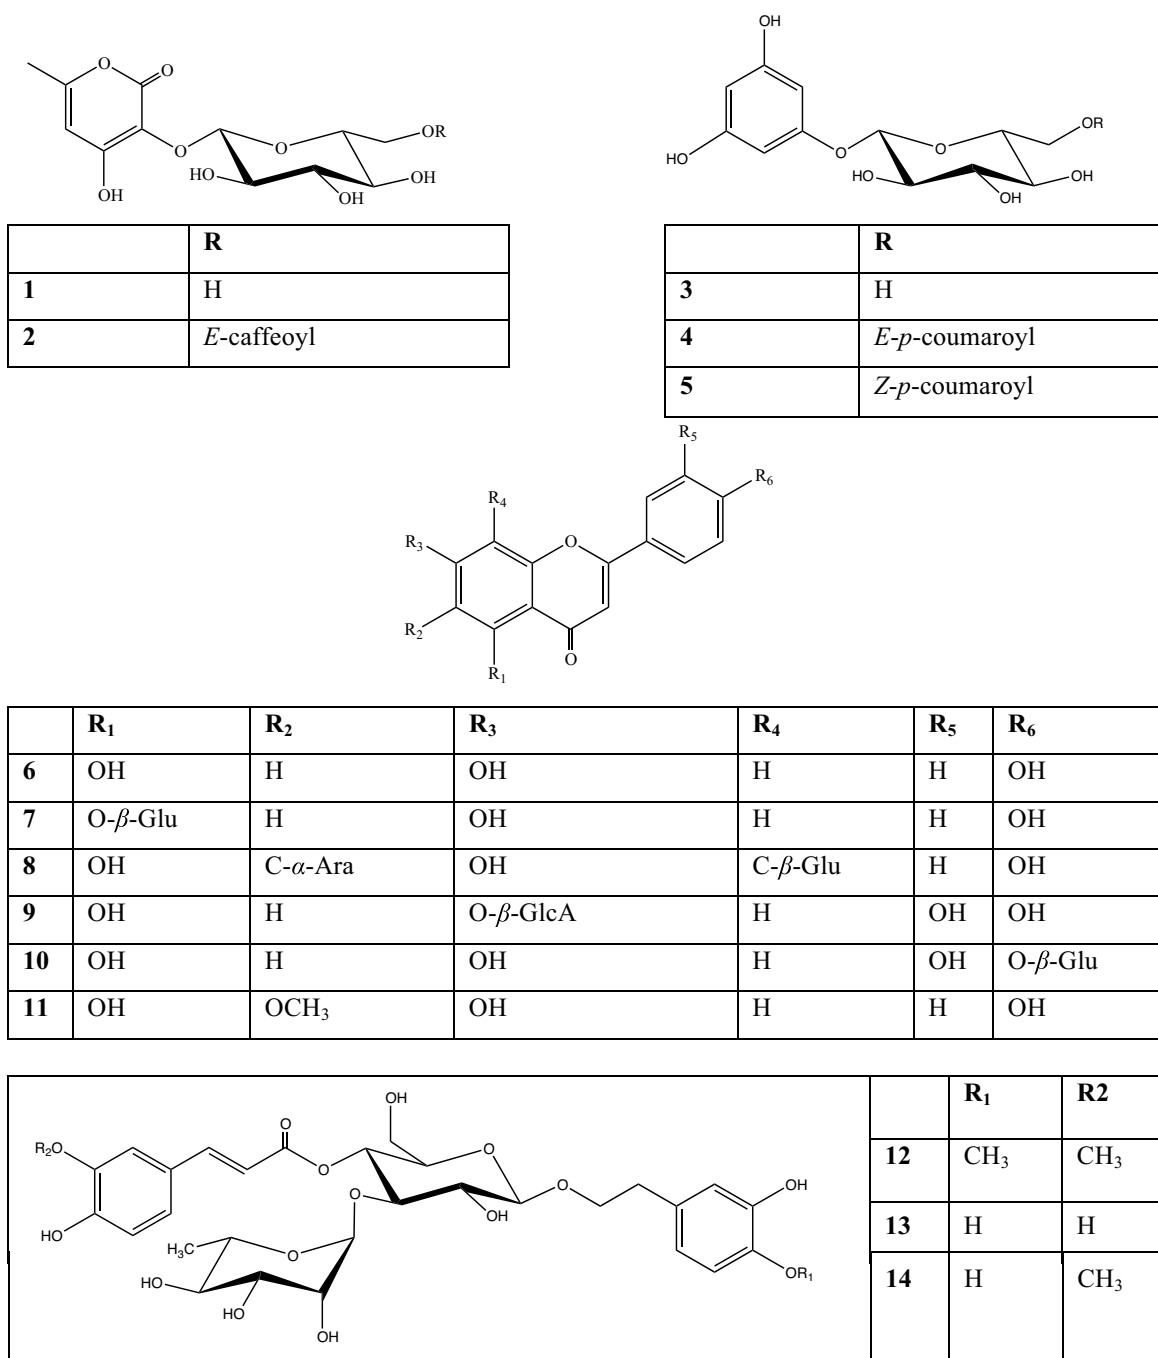 O O
O OR
HO OH OH
OH
R
1 H
2 E-caffeoyl
OH
HO O O OR
HO OH OH
R
3 H
4 E-p-coumaroyl
5 Z-p-coumaroyl
R5
R4 R6
R3 O
R2
R1 O
R1 R2 R3 R4 R5 R6
6 OH H OH H H OH
7 O-β-Glu H OH H H OH
8 OH C-α-Ara OH C-β-Glu H OH
9 OH H O-β-GlcA H OH OH
10 OH H OH H OH O-β-Glu
11 OH OCH3 OH H H OH
OH
R2O O O
O O OH
HO O OH OR1
H3C O
HO
HO
OH
R1 R2
12 CH3 CH3
13 H H
14 H CH3